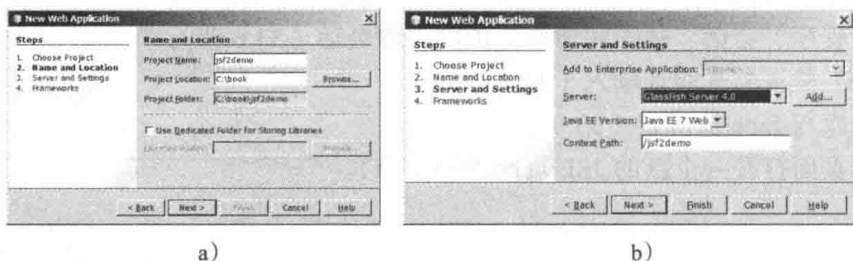 New Web Application
Steps
1. Choose Project
2. Name and Location
3. Server and Settings
4. Frameworks
Name and Location
Project Name: jsf2demo
Project Location: C:\book Browse...
Project Folder: C:\book\jsf2demo
Use Dedicated Folder for Storing Libraries
Libraries Folder: Browse...
< Back Next > Finish Cancel Help
a)
New Web Application
Steps
1. Choose Project
2. Name and Location
3. Server and Settings
4. Frameworks
Server and Settings
Add to Enterprise Application: <None>
Server: GlassFish Server 4.0 Add...
Java EE Version: Java EE 7 Web
Context Path: /jsf2demo
< Back Next > Finish Cancel Help
b)